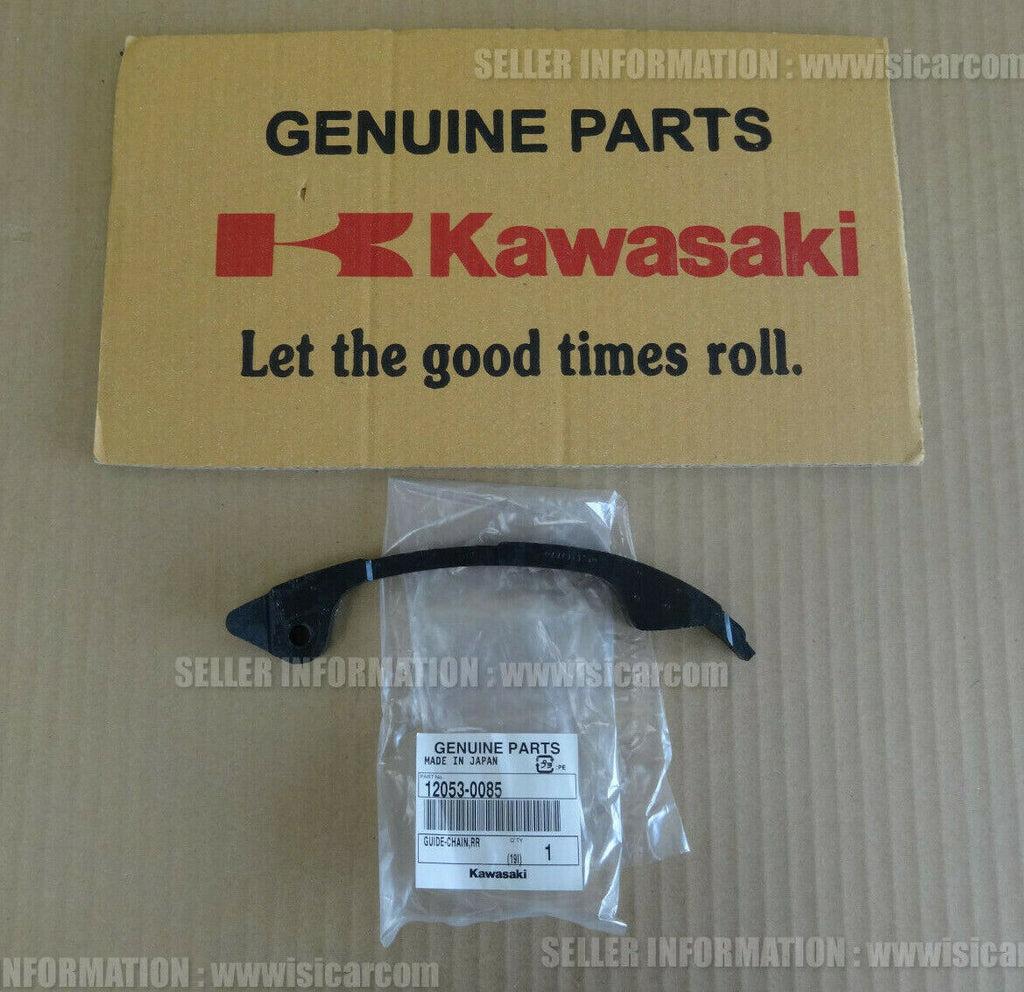 SELLER INFORMATION : wwwisicarcom
GENUINE PARTS
Kawasaki
Let the good times roll.
SELLER INFORMATION : wwwisicarcom
GENUINE PARTS
MADE IN JAPAN
:PE
PART No.
12053-0085
GUIDE-CHAIN,RR
Q'TY
(19I) 1
Kawasaki
SELLER INFORMATION : wwwisicarcom
NFORMATION : wwwisicarcom